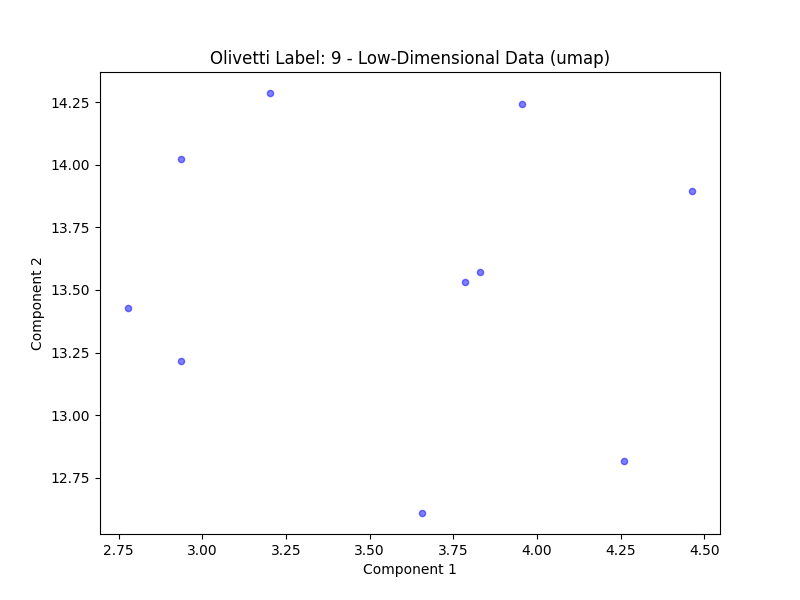 Olivetti Label: 9 - Low-Dimensional Data (umap)
14.25
14.00
13.75
13.50
13.25
13.00
12.75
Component 2
2.75 3.00 3.25 3.50 3.75 4.00 4.25 4.50
Component 1